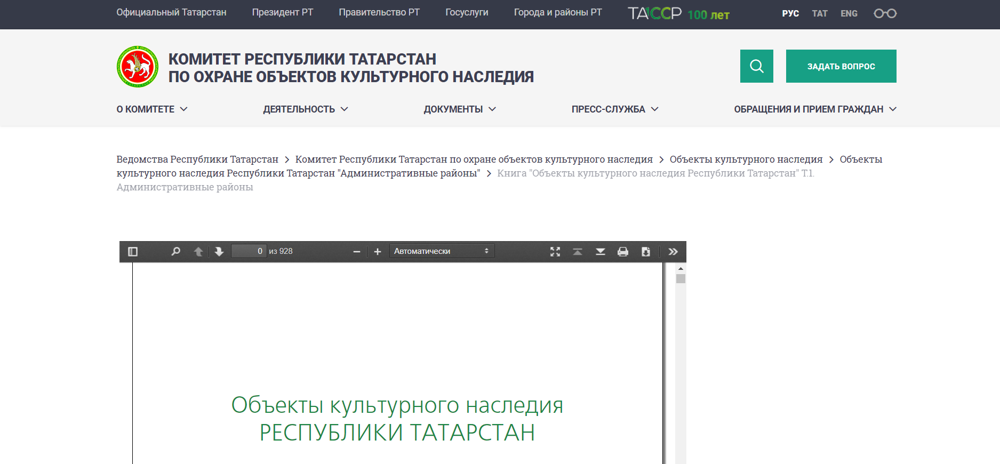 Официальный Татарстан Президент РТ Правительство РТ Госуслуги Города и районы РТ ТАССР 100 лет РУС ТАТ ENG
КОМИТЕТ РЕСПУБЛИКИ ТАТАРСТАН
ПО ОХРАНЕ ОБЪЕКТОВ КУЛЬТУРНОГО НАСЛЕДИЯ
ЗАДАТЬ ВОПРОС
О КОМИТЕТЕ ДЕЯТЕЛЬНОСТЬ ДОКУМЕНТЫ ПРЕСС-СЛУЖБА ОБРАЩЕНИЯ И ПРИЕМ ГРАЖДАН
Ведомства Республики Татарстан > Комитет Республики Татарстан по охране объектов культурного наследия > Объекты культурного наследия > Объекты
культурного наследия Республики Татарстан "Административные районы" > Книга "Объекты культурного наследия Республики Татарстан" Т.1.
Административные районы
0 из 928 Автоматически
Объекты культурного наследия
РЕСПУБЛИКИ ТАТАРСТАН